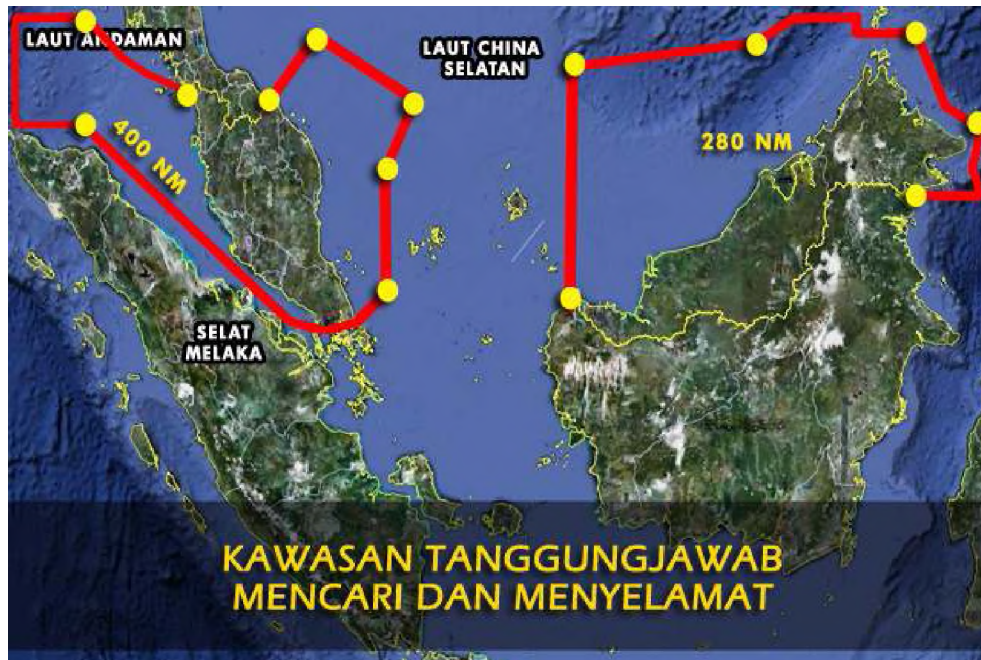 LAUT ANDAMAN
LAUT CHINA
SELATAN
400 NM
280 NM
SELAT
MELAKA
KAWASAN TANGGUNGJAWAB
MENCARI DAN MENYELAMAT